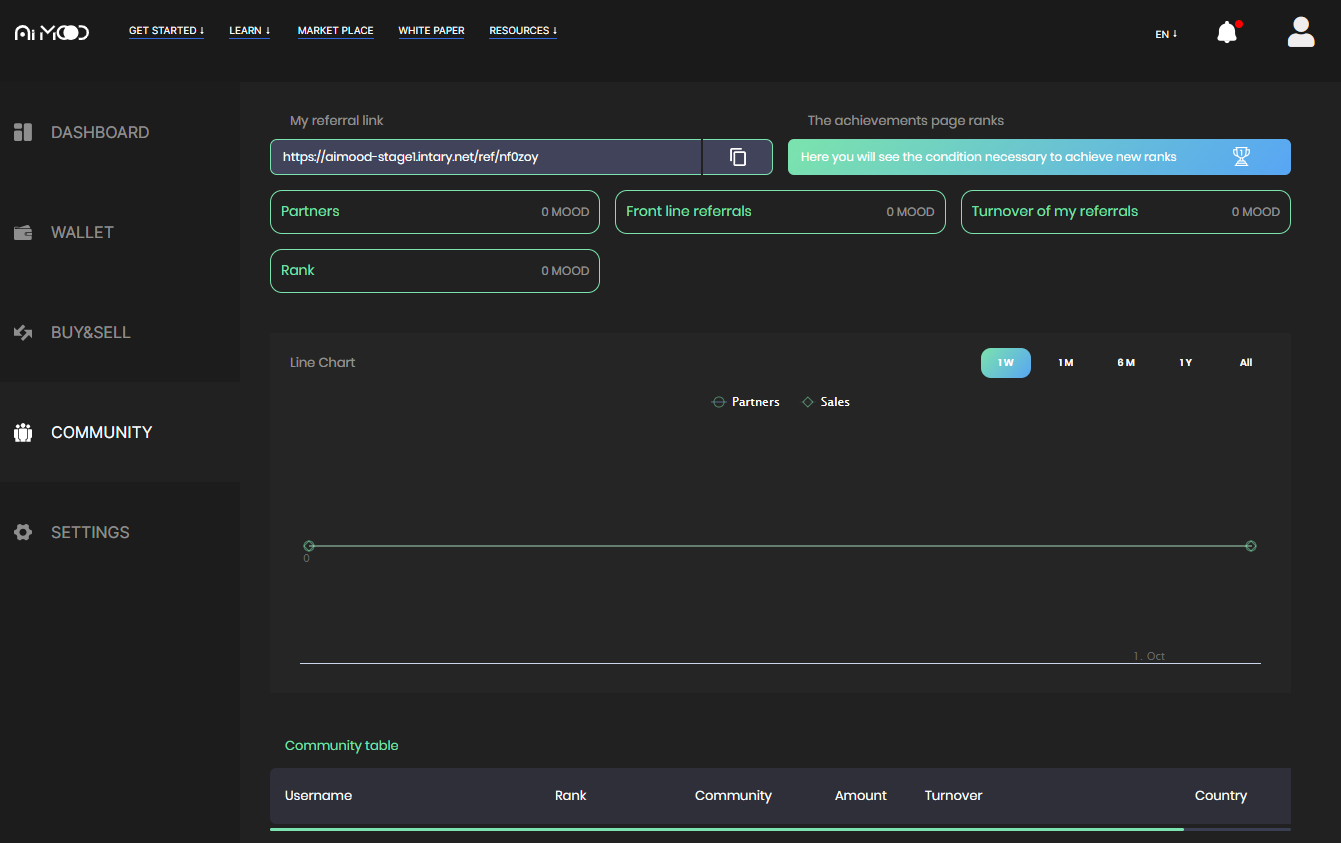 Ai MOOD
GET STARTED ↓ LEARN ↓ MARKET PLACE WHITE PAPER RESOURCES ↓ EN ↓
DASHBOARD
WALLET
BUY&SELL
COMMUNITY
SETTINGS
My referral link
https://aimood-stage1.intary.net/ref/nf0zoy
The achievements page ranks
Here you will see the condition necessary to achieve new ranks 1
Partners 0 MOOD
Front line referrals 0 MOOD
Turnover of my referrals 0 MOOD
Rank 0 MOOD
Line Chart
1 W 1 M 6 M 1 Y All
Partners Sales
0
1. Oct
Community table
Username Rank Community Amount Turnover Country